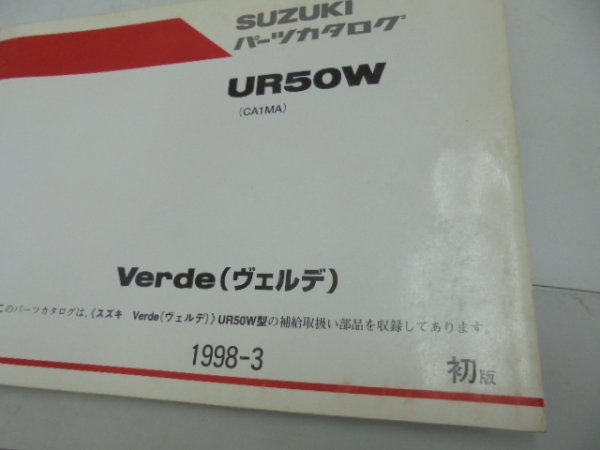 SUZUKI
パーツカタログ
UR50W
(CA1MA)
Verde(ヴェルデ)
このパーツカタログは、《スズキ Verde(ヴェルデ)》UR50W型の補給取扱い部品を収録してあります。
1998-3
初版